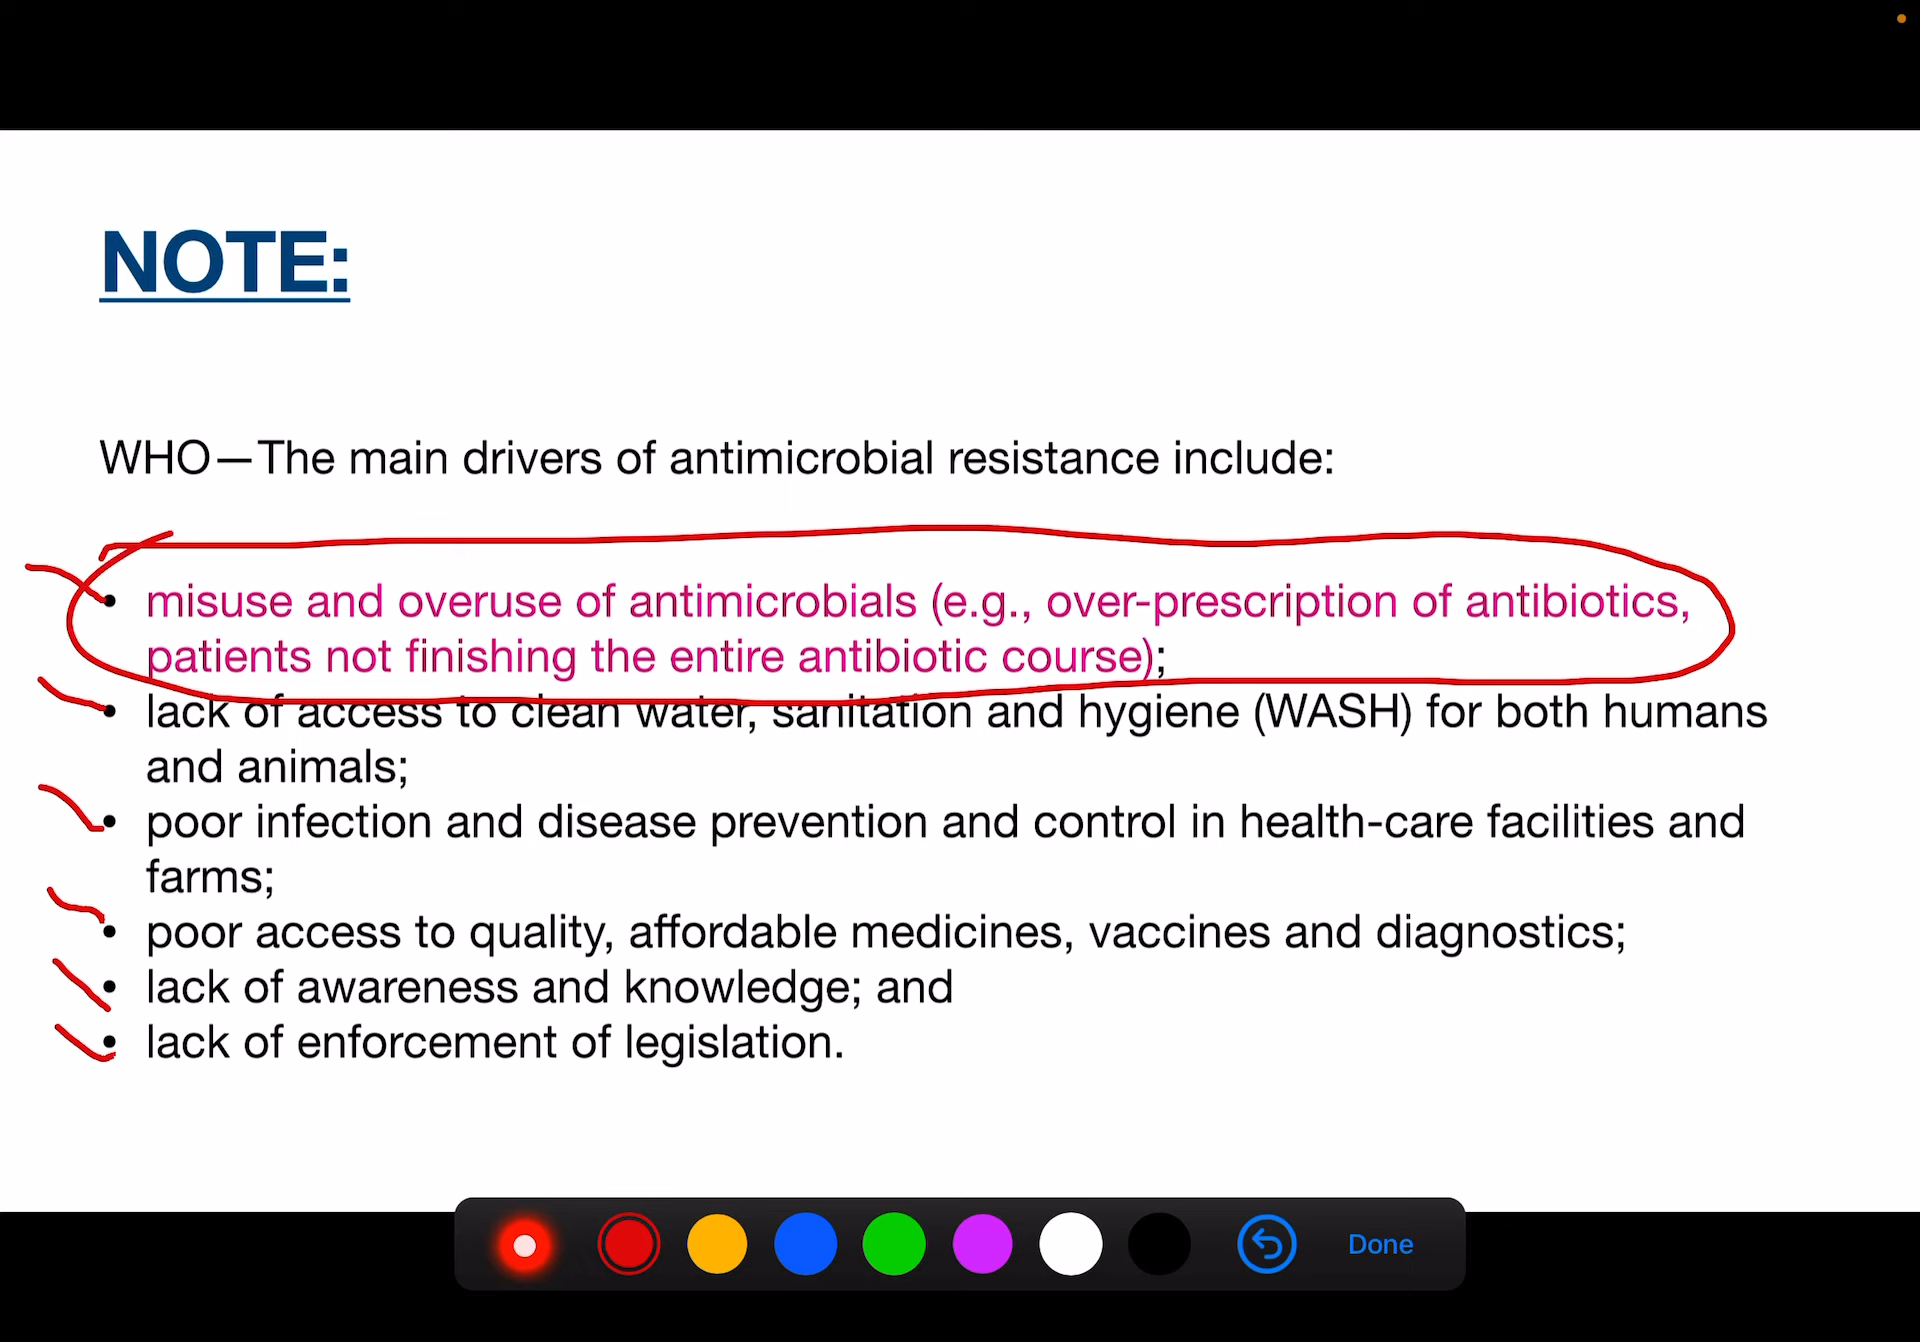 NOTE:
WHO—The main drivers of antimicrobial resistance include:
• misuse and overuse of antimicrobials (e.g., over-prescription of antibiotics,
patients not finishing the entire antibiotic course);
• lack of access to clean water, sanitation and hygiene (WASH) for both humans
and animals;
• poor infection and disease prevention and control in health-care facilities and
farms;
• poor access to quality, affordable medicines, vaccines and diagnostics;
• lack of awareness and knowledge; and
• lack of enforcement of legislation.
Done